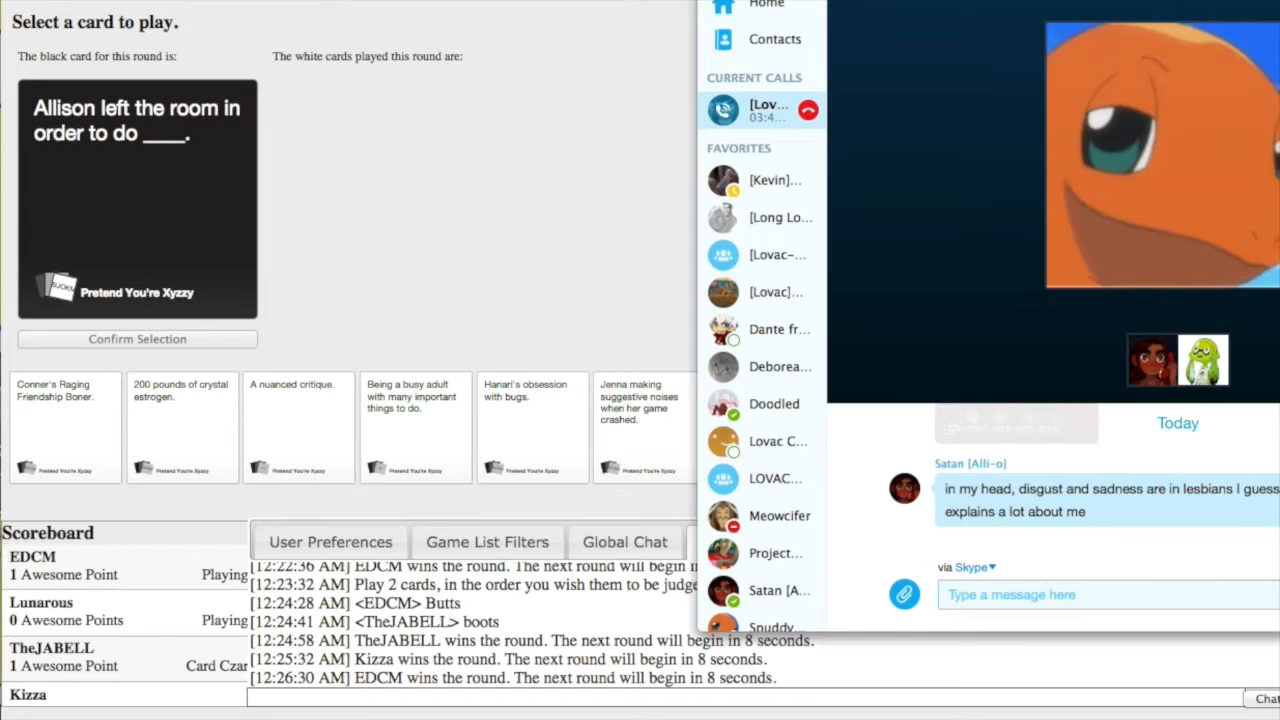 Select a card to play.
The black card for this round is:
The white cards played this round are:
Allison left the room in
order to do ____.
Pretend You're Xyzzy
Confirm Selection
Conner's Raging
Friendship Boner.
Pretend You're Xyzzy
200 pounds of crystal
estrogen.
Pretend You're Xyzzy
A nuanced critique.
Pretend You're Xyzzy
Being a busy adult
with many important
things to do.
Pretend You're Xyzzy
Hanari's obsession
with bugs.
Pretend You're Xyzzy
Jenna making
suggestive noises
when her game
crashed.
Pretend You're Xyzzy
Scoreboard
EDCM
1 Awesome Point Playing
Lunarous
0 Awesome Points Playing
TheJABELL
1 Awesome Point Card Czar
Kizza
User Preferences
Game List Filters
Global Chat
[12:22:36 AM] EDCM wins the round. The next round will begin in
[12:23:32 AM] Play 2 cards, in the order you wish them to be judge
[12:24:28 AM] <EDCM> Butts
[12:24:41 AM] <TheJABELL> boots
[12:24:58 AM] TheJABELL wins the round. The next round will begin in 8 seconds.
[12:25:32 AM] Kizza wins the round. The next round will begin in 8 seconds.
[12:26:30 AM] EDCM wins the round. The next round will begin in 8 seconds.
Chat
Home
Contacts
CURRENT CALLS
[Lov...
03:4...
FAVORITES
[Kevin]...
[Long Lo...
[Lovac-...
[Lovac]...
Dante fr...
Deborea...
Doodled
Lovac C...
LOVAC...
Meowcifer
Project...
Satan [A...
Spuddy...
Today
Satan [Alli-o]
in my head, disgust and sadness are in lesbians I guess
explains a lot about me
via Skype
Type a message here